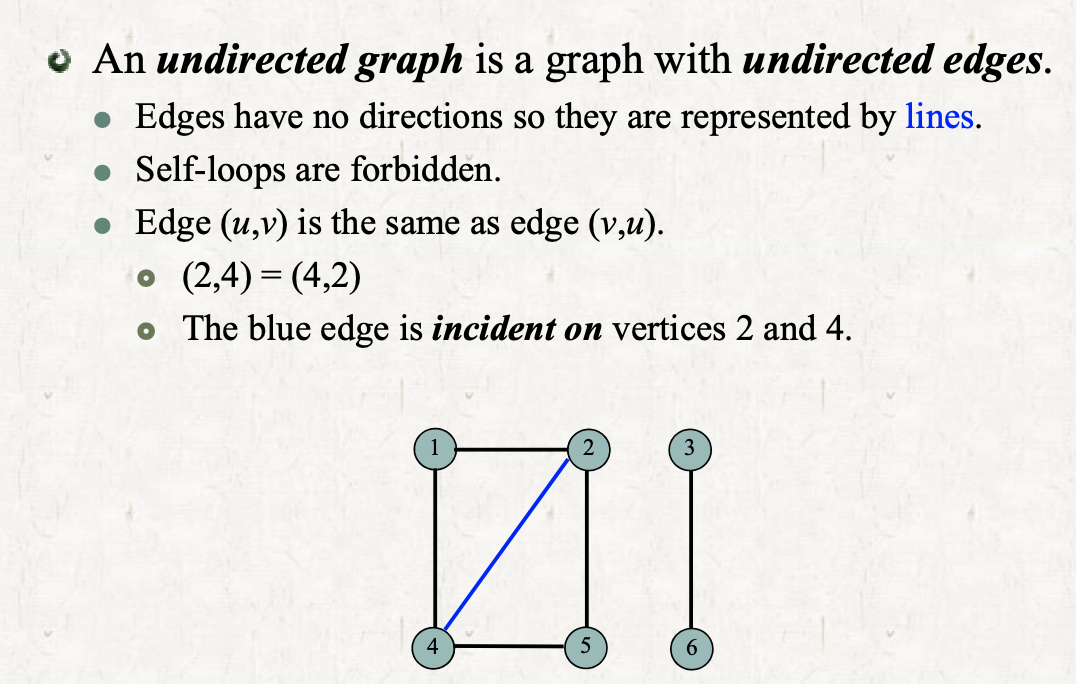 An undirected graph is a graph with undirected edges.
Edges have no directions so they are represented by lines.
Self-loops are forbidden.
Edge (u,v) is the same as edge (v,u).
(2,4) = (4,2)
The blue edge is incident on vertices 2 and 4.
1 2 3
4 5 6